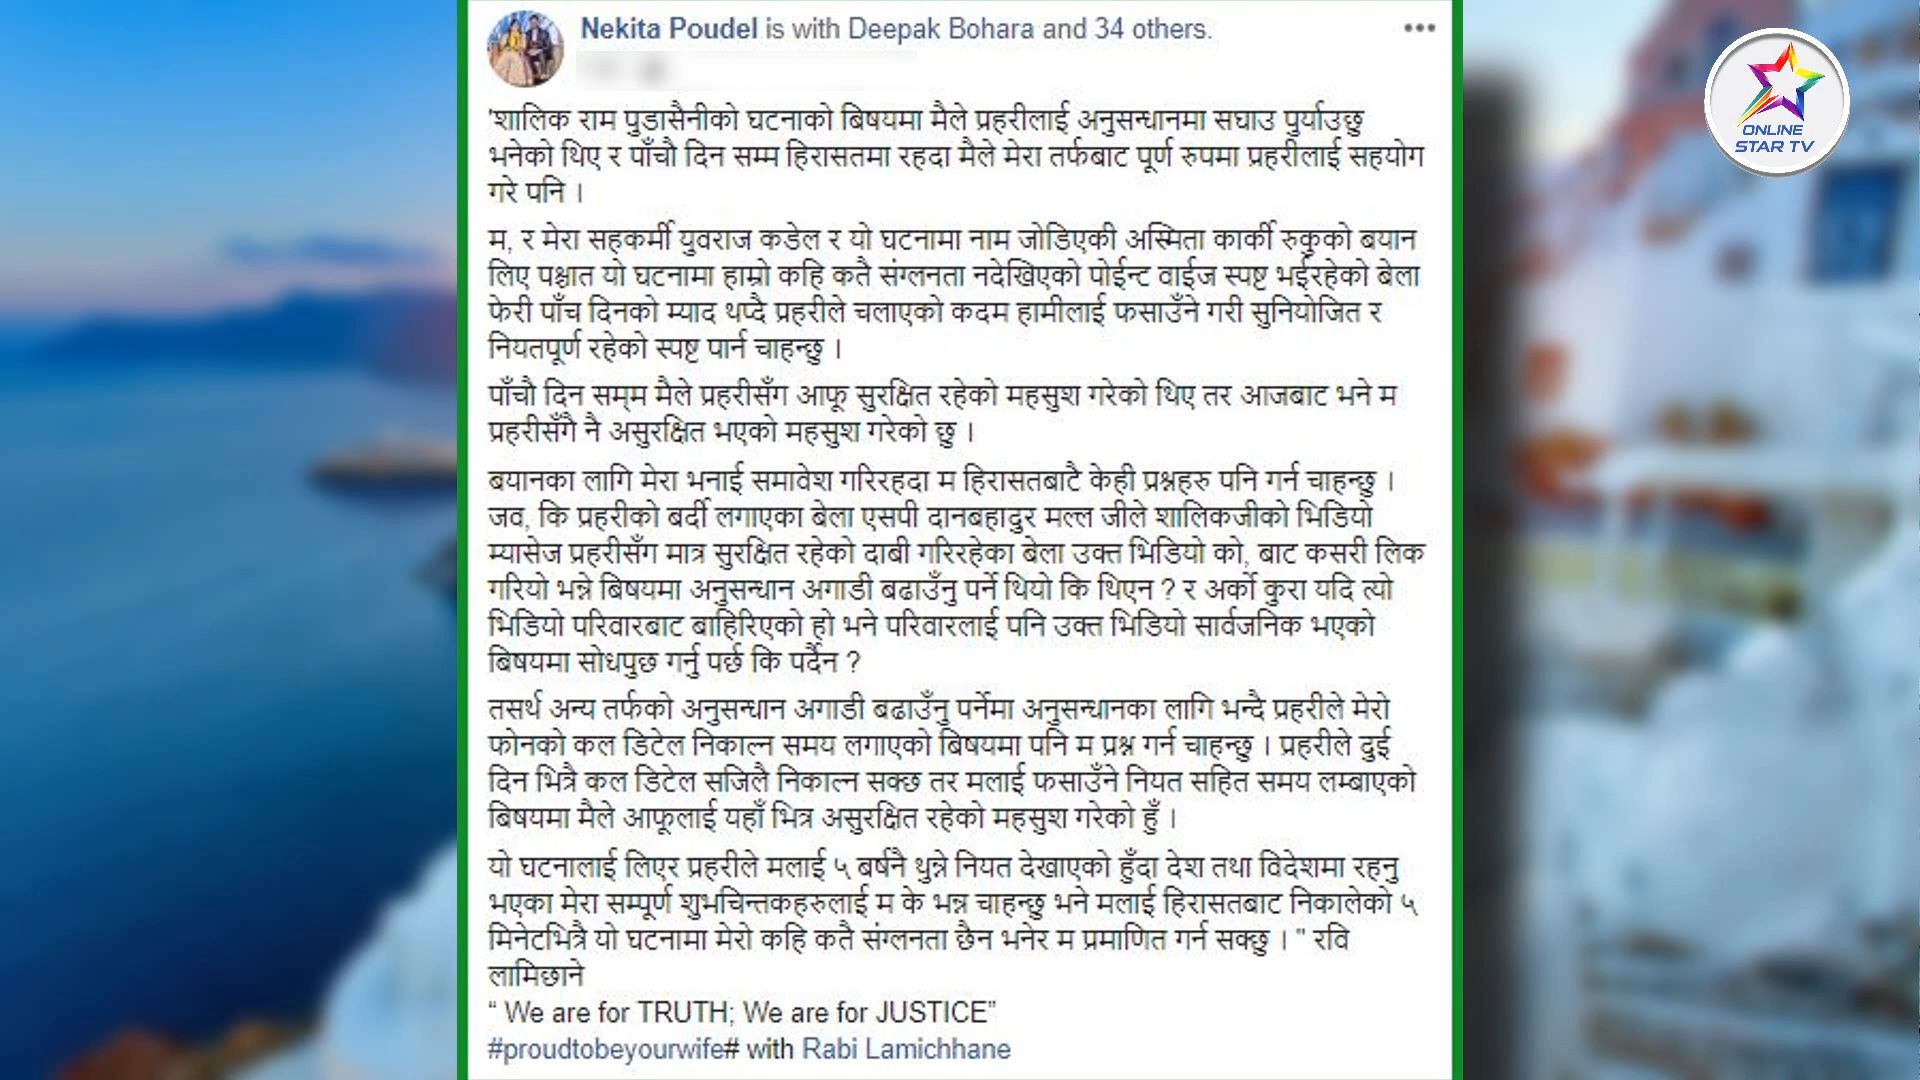 Nekita Poudel is with Deepak Bohara and 34 others.
'शालिक राम पुडासैनीको घटनाको बिषयमा मैले प्रहरीलाई अनुसन्धानमा सघाउ पुर्याउछु
भनेको थिए र पाँचौ दिन सम्म हिरासतमा रहदा मैले मेरा तर्फबाट पूर्ण रुपमा प्रहरीलाई सहयोग
गरे पनि ।
म, र मेरा सहकर्मी युवराज कडेल र यो घटनामा नाम जोडिएकी अस्मिता कार्की रुकुको बयान
लिए पश्चात यो घटनामा हाम्रो कहि कतै संग्लनता नदेखिएको पोईन्ट वाईज स्पष्ट भईरहेको बेला
फेरी पाँच दिनको म्याद थप्दै प्रहरीले चलाएको कदम हामीलाई फसाउँने गरी सुनियोजित र
नियतपूर्ण रहेको स्पष्ट पार्न चाहन्छु ।
पाँचौ दिन सम्‌म मैले प्रहरीसँग आफू सुरक्षित रहेको महसुश गरेको थिए तर आजबाट भने म
प्रहरीसँगै नै असुरक्षित भएको महसुश गरेको छु ।
बयानका लागि मेरा भनाई समावेश गरिरहदा म हिरासतबाटै केही प्रश्नहरु पनि गर्न चाहन्छु ।
जव, कि प्रहरीको बर्दी लगाएका बेला एसपी दानबहादुर मल्ल जीले शालिकजीको भिडियो
म्यासेज प्रहरीसँग मात्र सुरक्षित रहेको दाबी गरिरहेका बेला उक्त भिडियो को, बाट कसरी लिक
गरियो भन्ने बिषयमा अनुसन्धान अगाडी बढाउँनु पर्ने थियो कि थिएन ? र अर्को कुरा यदि त्यो
भिडियो परिवारबाट बाहिरिएको हो भने परिवारलाई पनि उक्त भिडियो सार्वजनिक भएको
बिषयमा सोधपुछ गर्नु पर्छ कि पर्दैन ?
तसर्थ अन्य तर्फको अनुसन्धान अगाडी बढाउँनु पर्नेमा अनुसन्धानका लागि भन्दै प्रहरीले मेरो
फोनको कल डिटेल निकाल्न समय लगाएको बिषयमा पनि म प्रश्न गर्न चाहन्छु । प्रहरीले दुई
दिन भित्रै कल डिटेल सजिलै निकाल्न सक्छ तर मलाई फसाउँने नियत सहित समय लम्बाएको
बिषयमा मैले आफूलाई यहाँ भित्र असुरक्षित रहेको महसुश गरेको हुँ ।
यो घटनालाई लिएर प्रहरीले मलाई ५ बर्षनै थुन्ने नियत देखाएको हुँदा देश तथा विदेशमा रहनु
भएका मेरा सम्पूर्ण शुभचिन्तकहरुलाई म के भन्न चाहन्छु भने मलाई हिरासतबाट निकालेको ५
मिनेटभित्रै यो घटनामा मेरो कहि कतै संग्लनता छैन भनेर म प्रमाणित गर्न सक्छु । " रवि
लामिछाने
“ We are for TRUTH; We are for JUSTICE”
#proudtobeyourwife# with Rabi Lamichhane
ONLINE
STAR TV